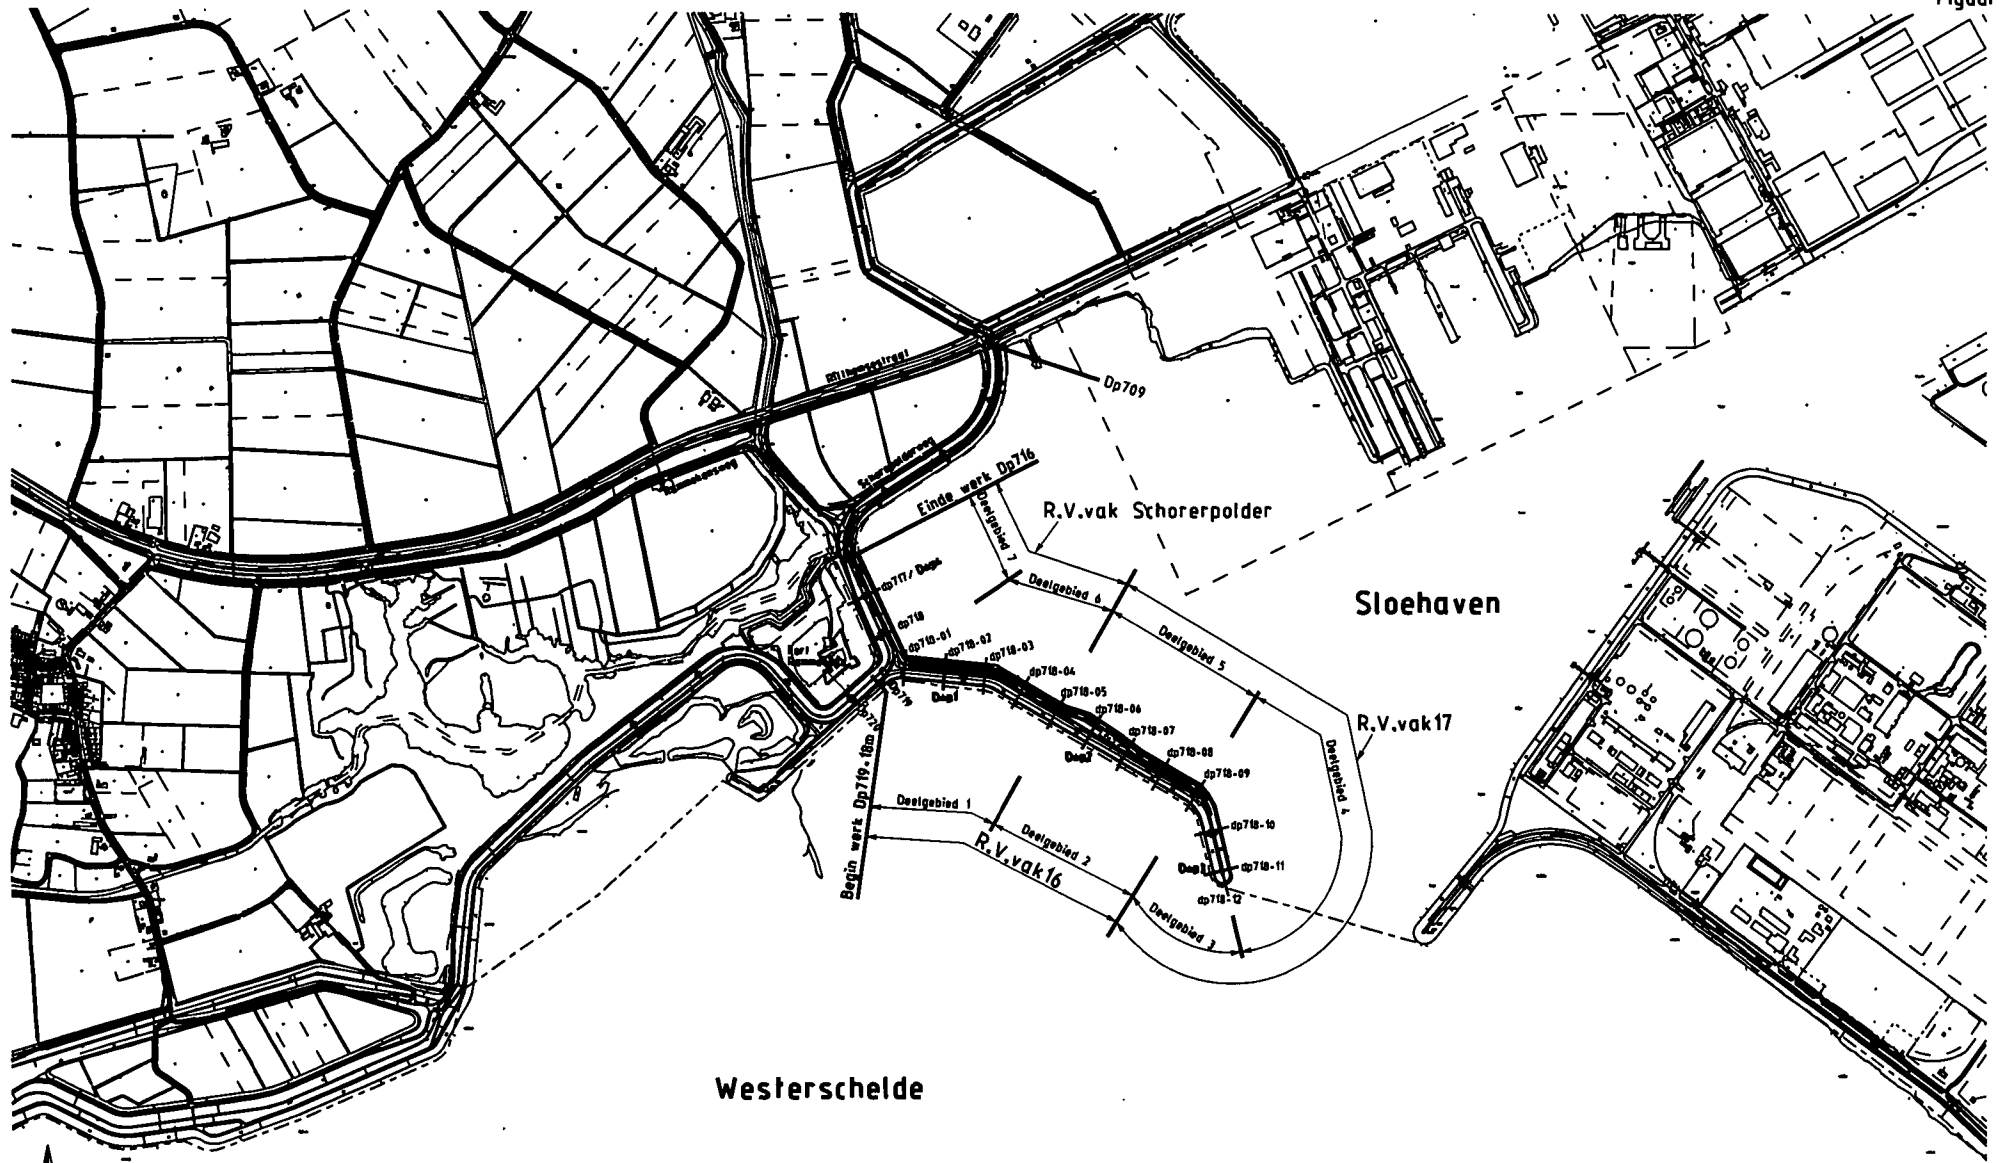 Dp709
Einde werk Dp716
Deelgebied 7
R.V.vak Schorerpolder
Deelgebied 6
Sloehaven
dp717/
dp718
dp718-01
dp718-02
dp718-03
dp718-04
dp718-05
dp718-06
dp718-07
dp718-08
dp718-09
dp718-10
dp718-11
dp718-12
Dp719
Deelgebied 5
R.V.vak17
Deelgebied 4
Begin werk Dp719+18m
Deelgebied 1
Deelgebied 2
R.V.vak16
Deelgebied 3
Westerschelde